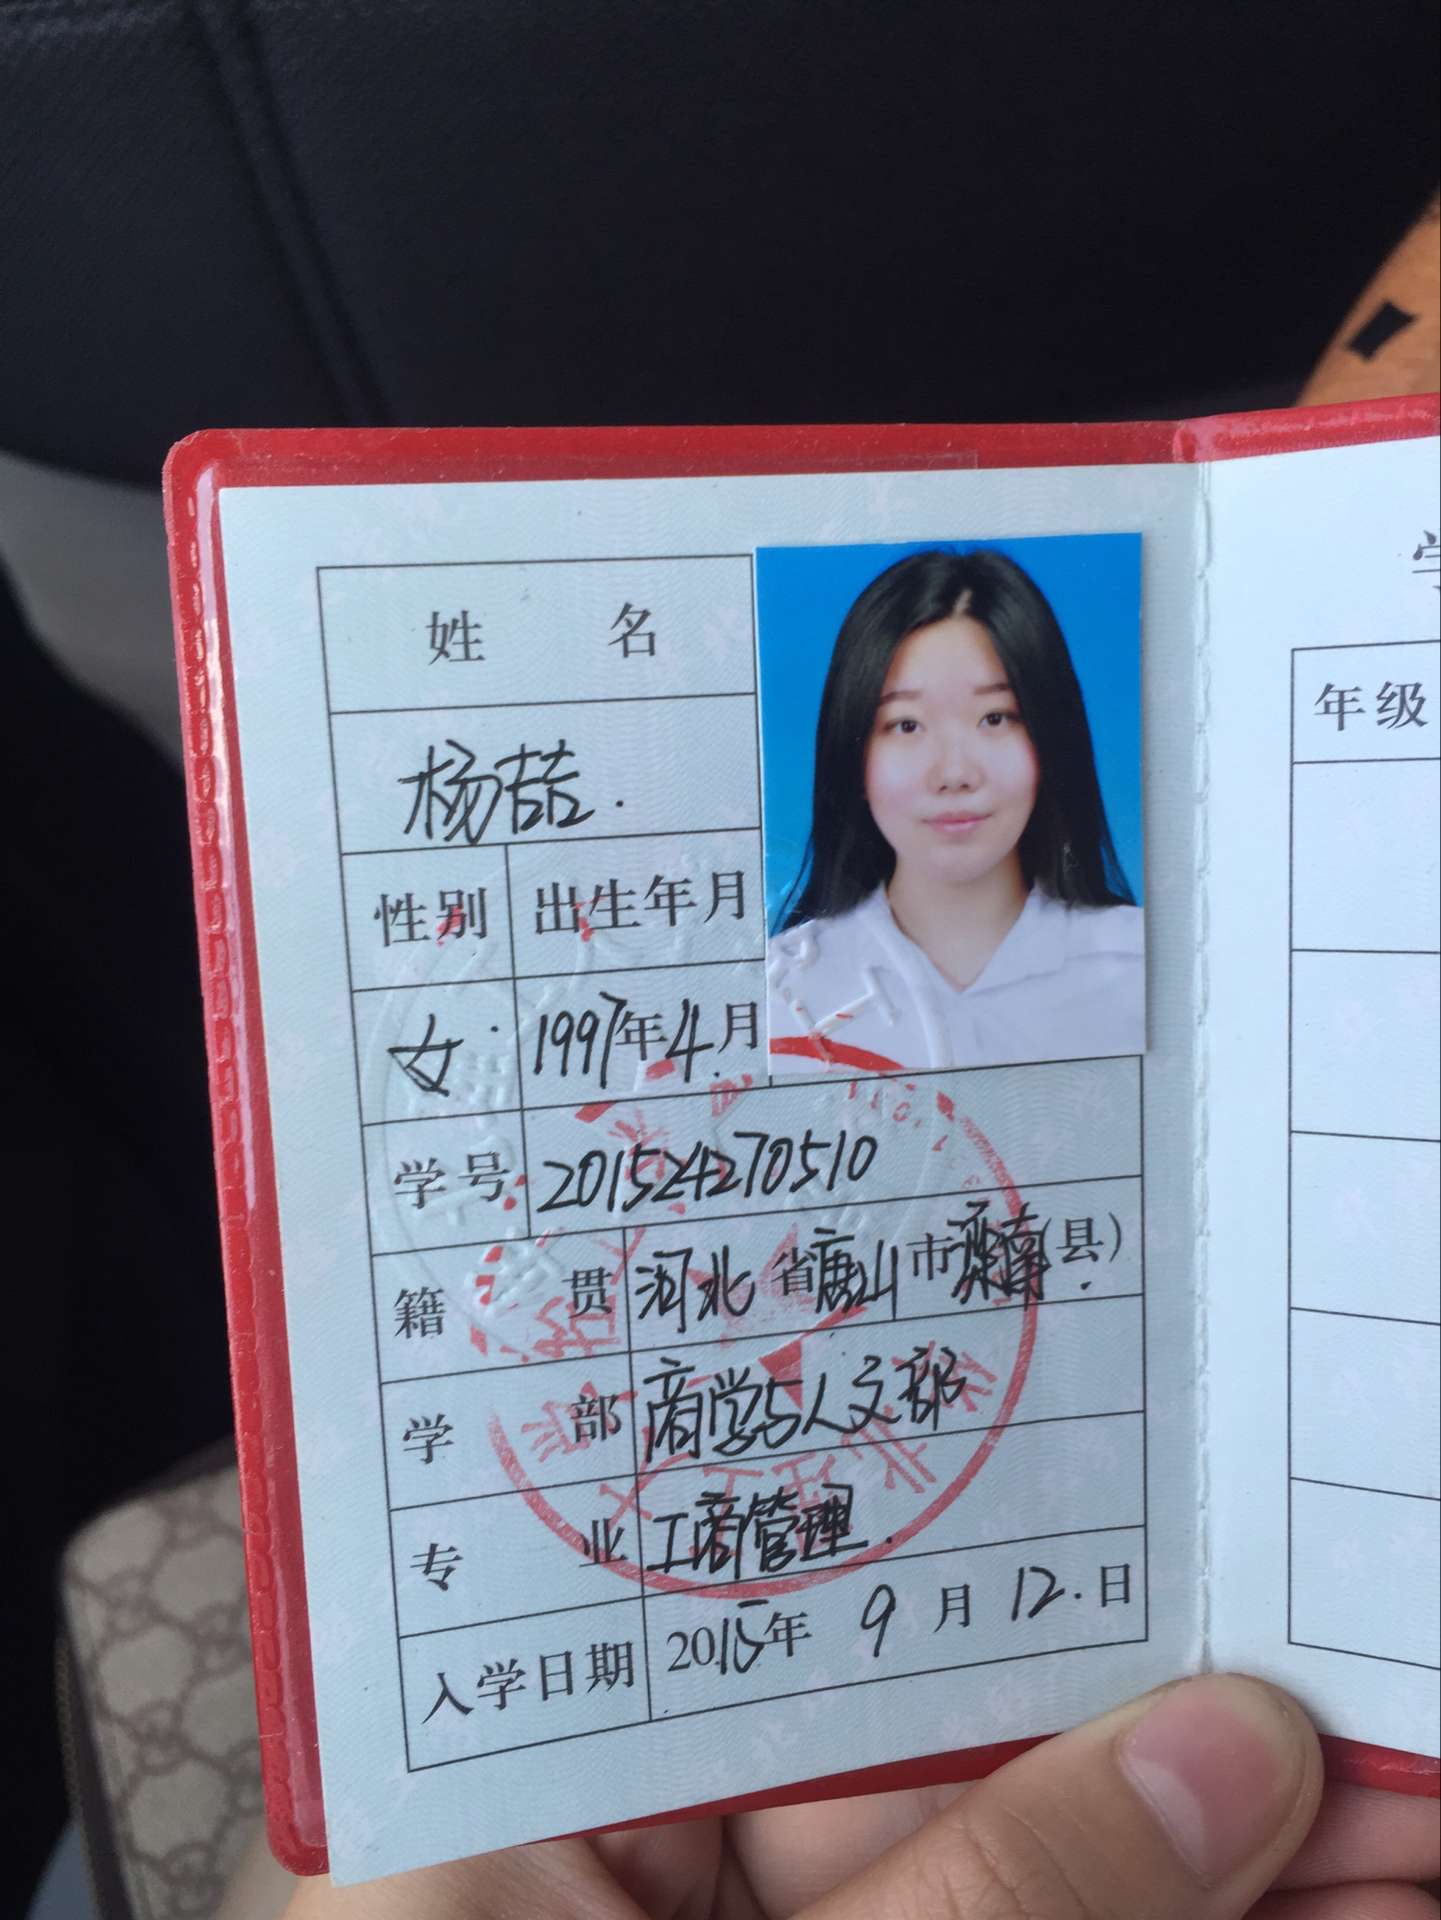 姓 名
杨喆.
性别 出生年月
女 1997年4月
学号 201524270510
籍贯 河北省唐山市滦南(县)
学部 商学与人文部
专业 工商管理.
入学日期 2015年9月12.日
学
年级